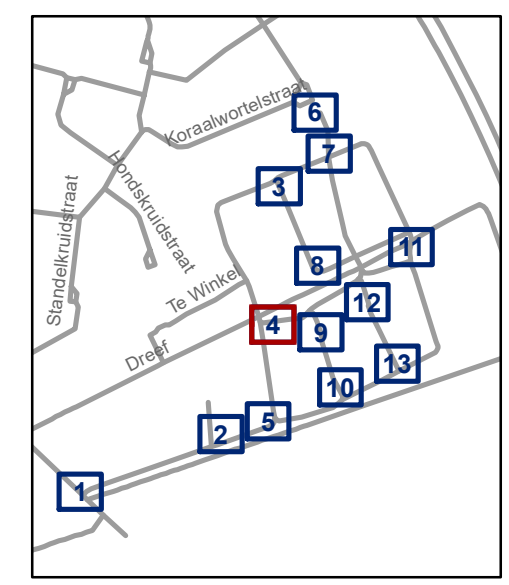 6
Koraalwortelstraat
7
Hondskruidstraat
3
Standelkruidstraat
11
8
Te Winkel
12
4
9
Dreef
13
10
5
2
1